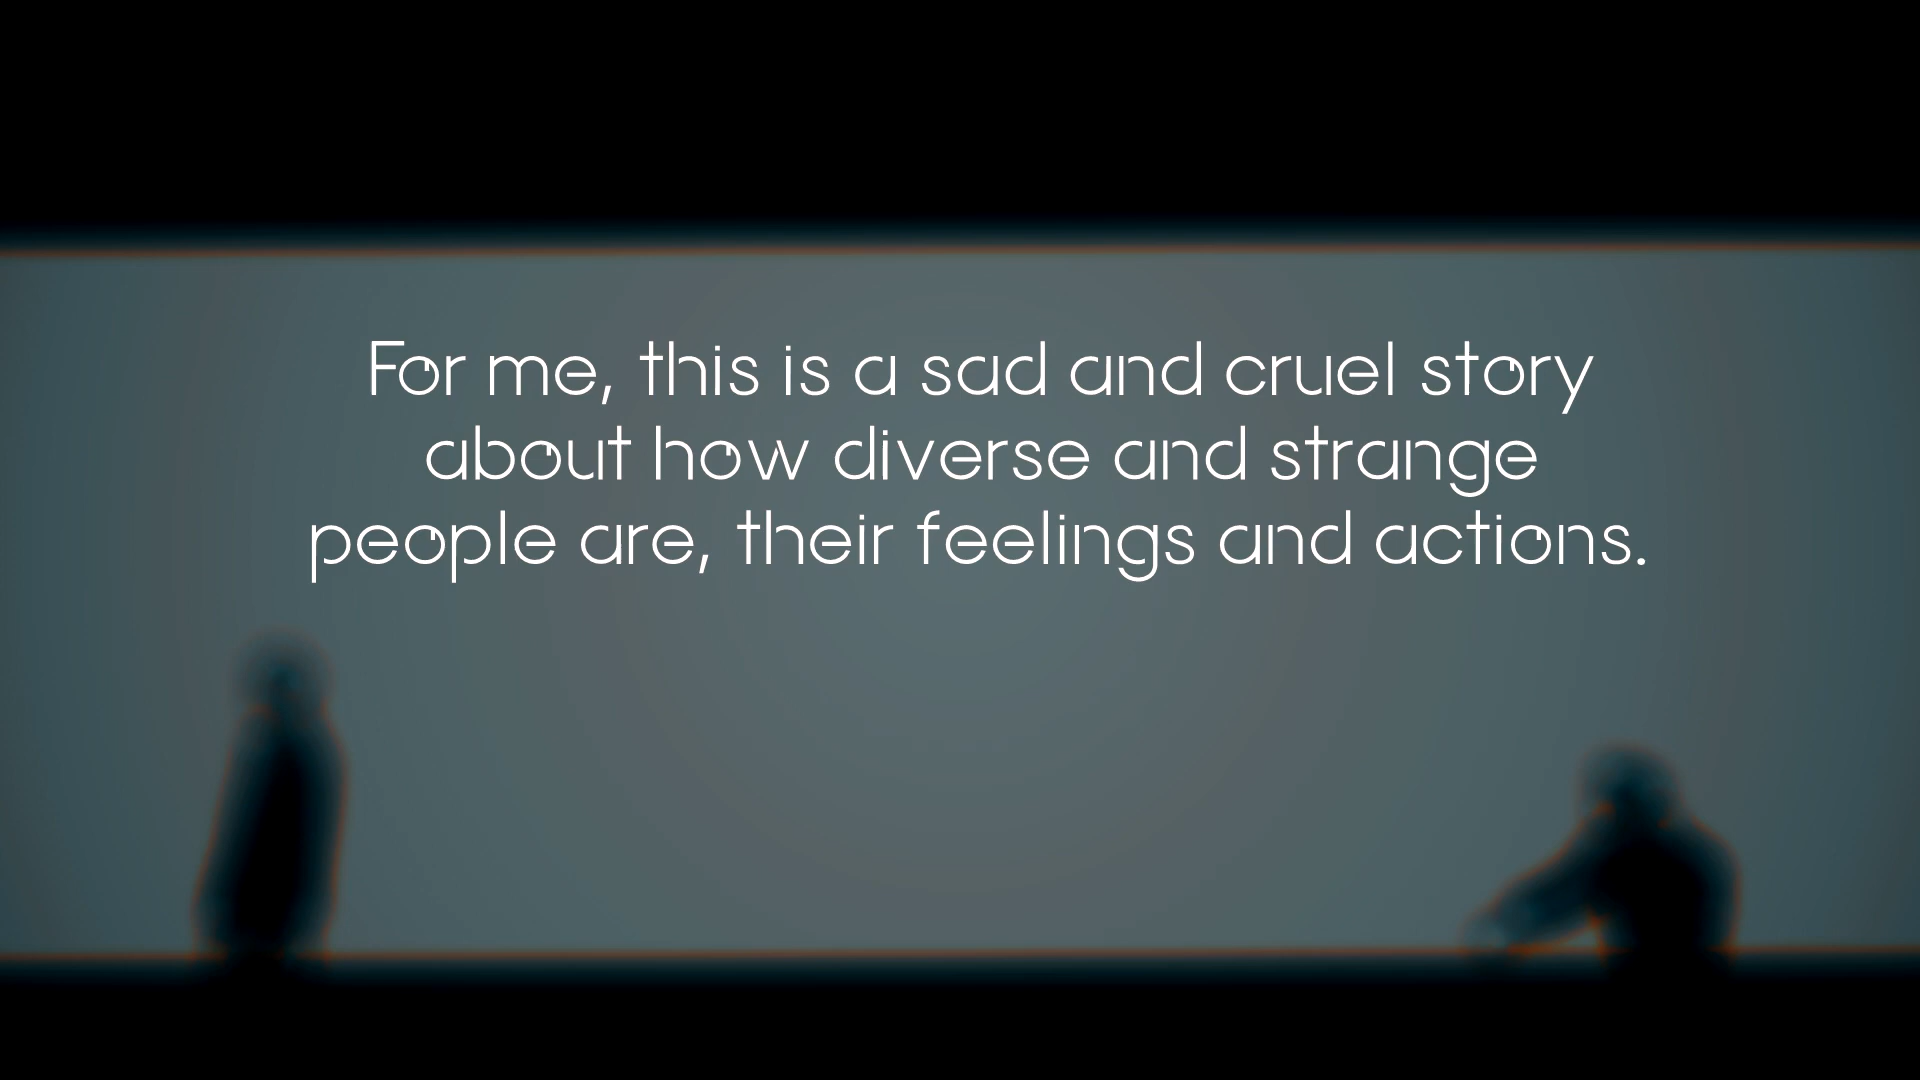 For me, this is a sad and cruel story
about how diverse and strange
people are, their feelings and actions.